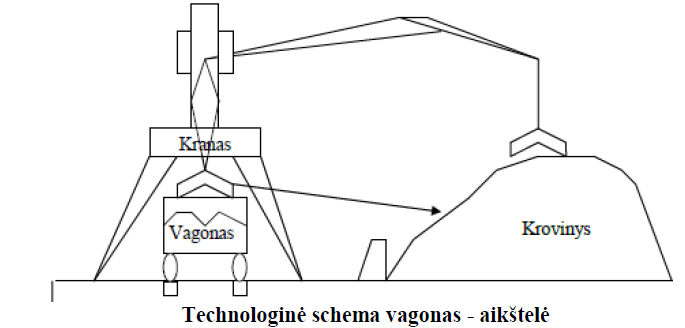 Kranas
Vagonas
Krovinys
Technologinė schema vagonas - aikštelė